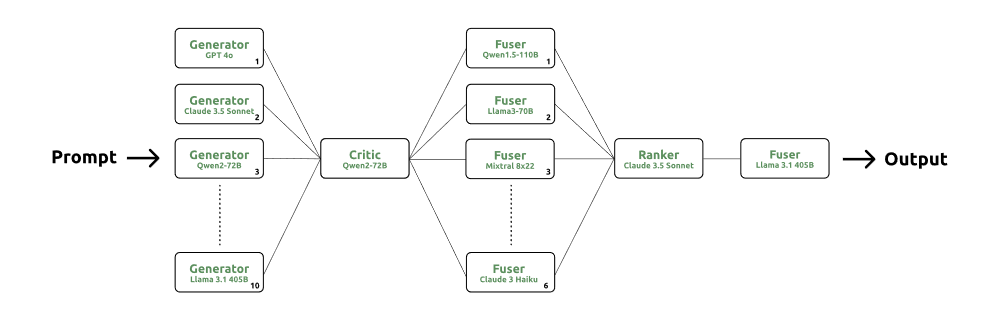 Prompt
Generator
GPT 4o
1
Generator
Claude 3.5 Sonnet
2
Generator
Qwen2-72B
3
Generator
Llama 3.1 405B
10
Critic
Qwen2-72B
Fuser
Qwen1.5-110B
1
Fuser
Llama3-70B
2
Fuser
Mixtral 8x22
3
Fuser
Claude 3 Haiku
6
Ranker
Claude 3.5 Sonnet
Fuser
Llama 3.1 405B
Output